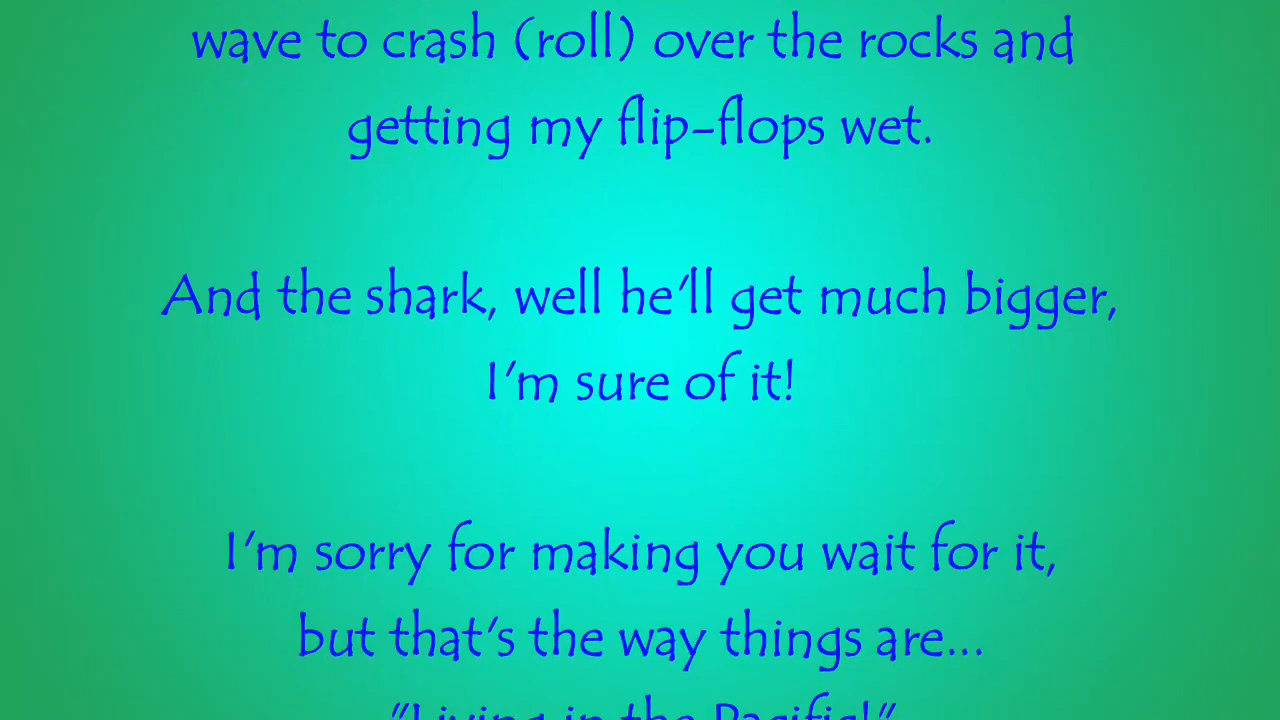 wave to crash (roll) over the rocks and
getting my flip-flops wet.
And the shark, well he'll get much bigger,
I'm sure of it!
I'm sorry for making you wait for it,
but that's the way things are...
"Living in the Pacific!"